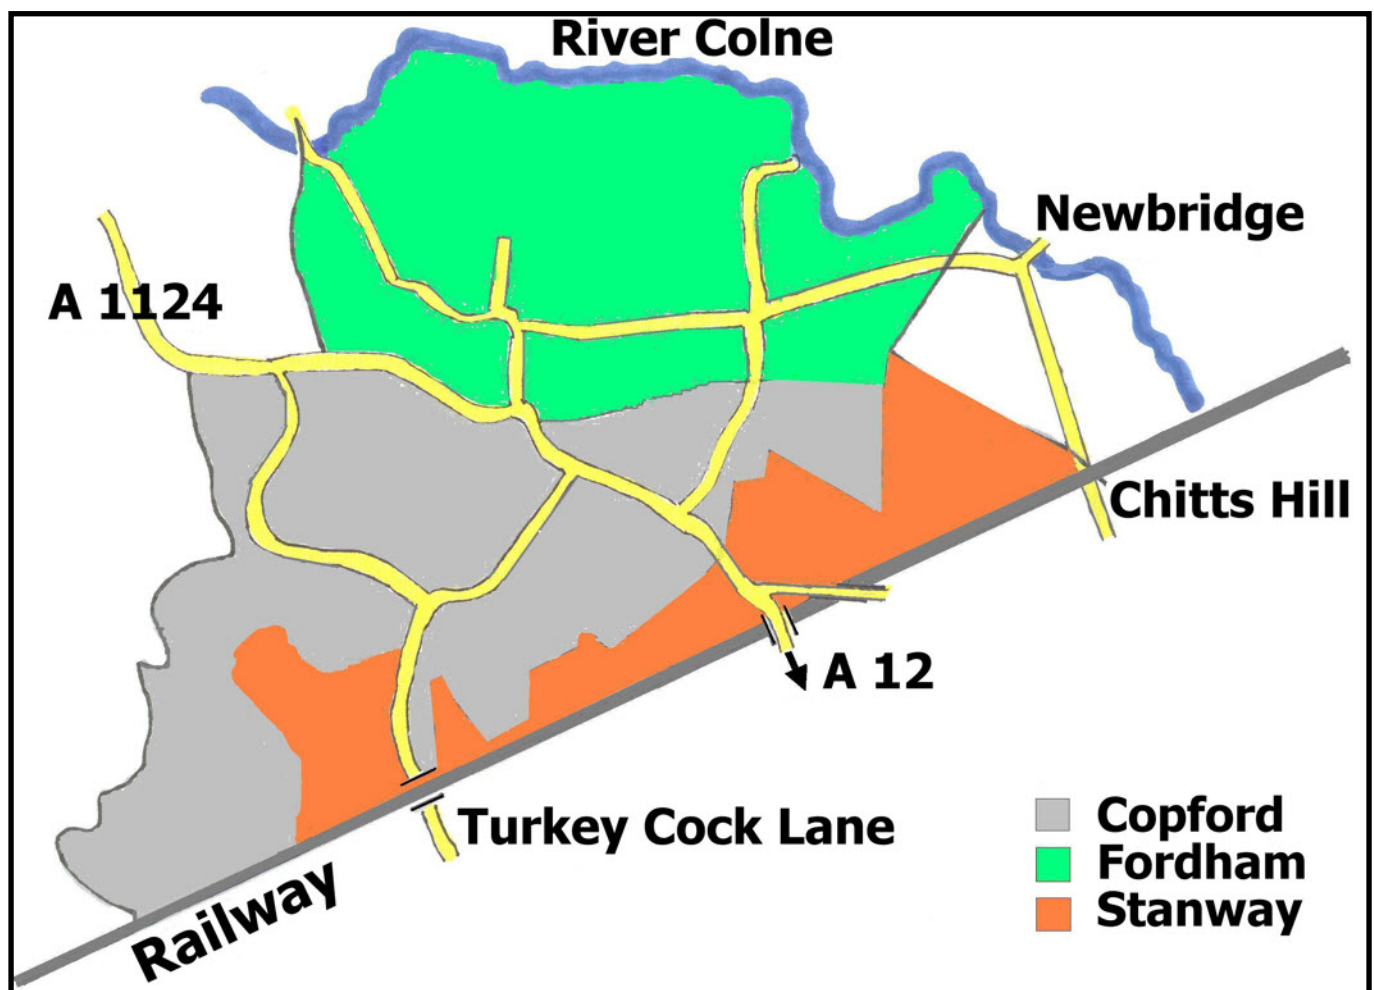 River Colne
Newbridge
A 1124
Chitts Hill
A 12
Turkey Cock Lane
Railway
Copford
Fordham
Stanway